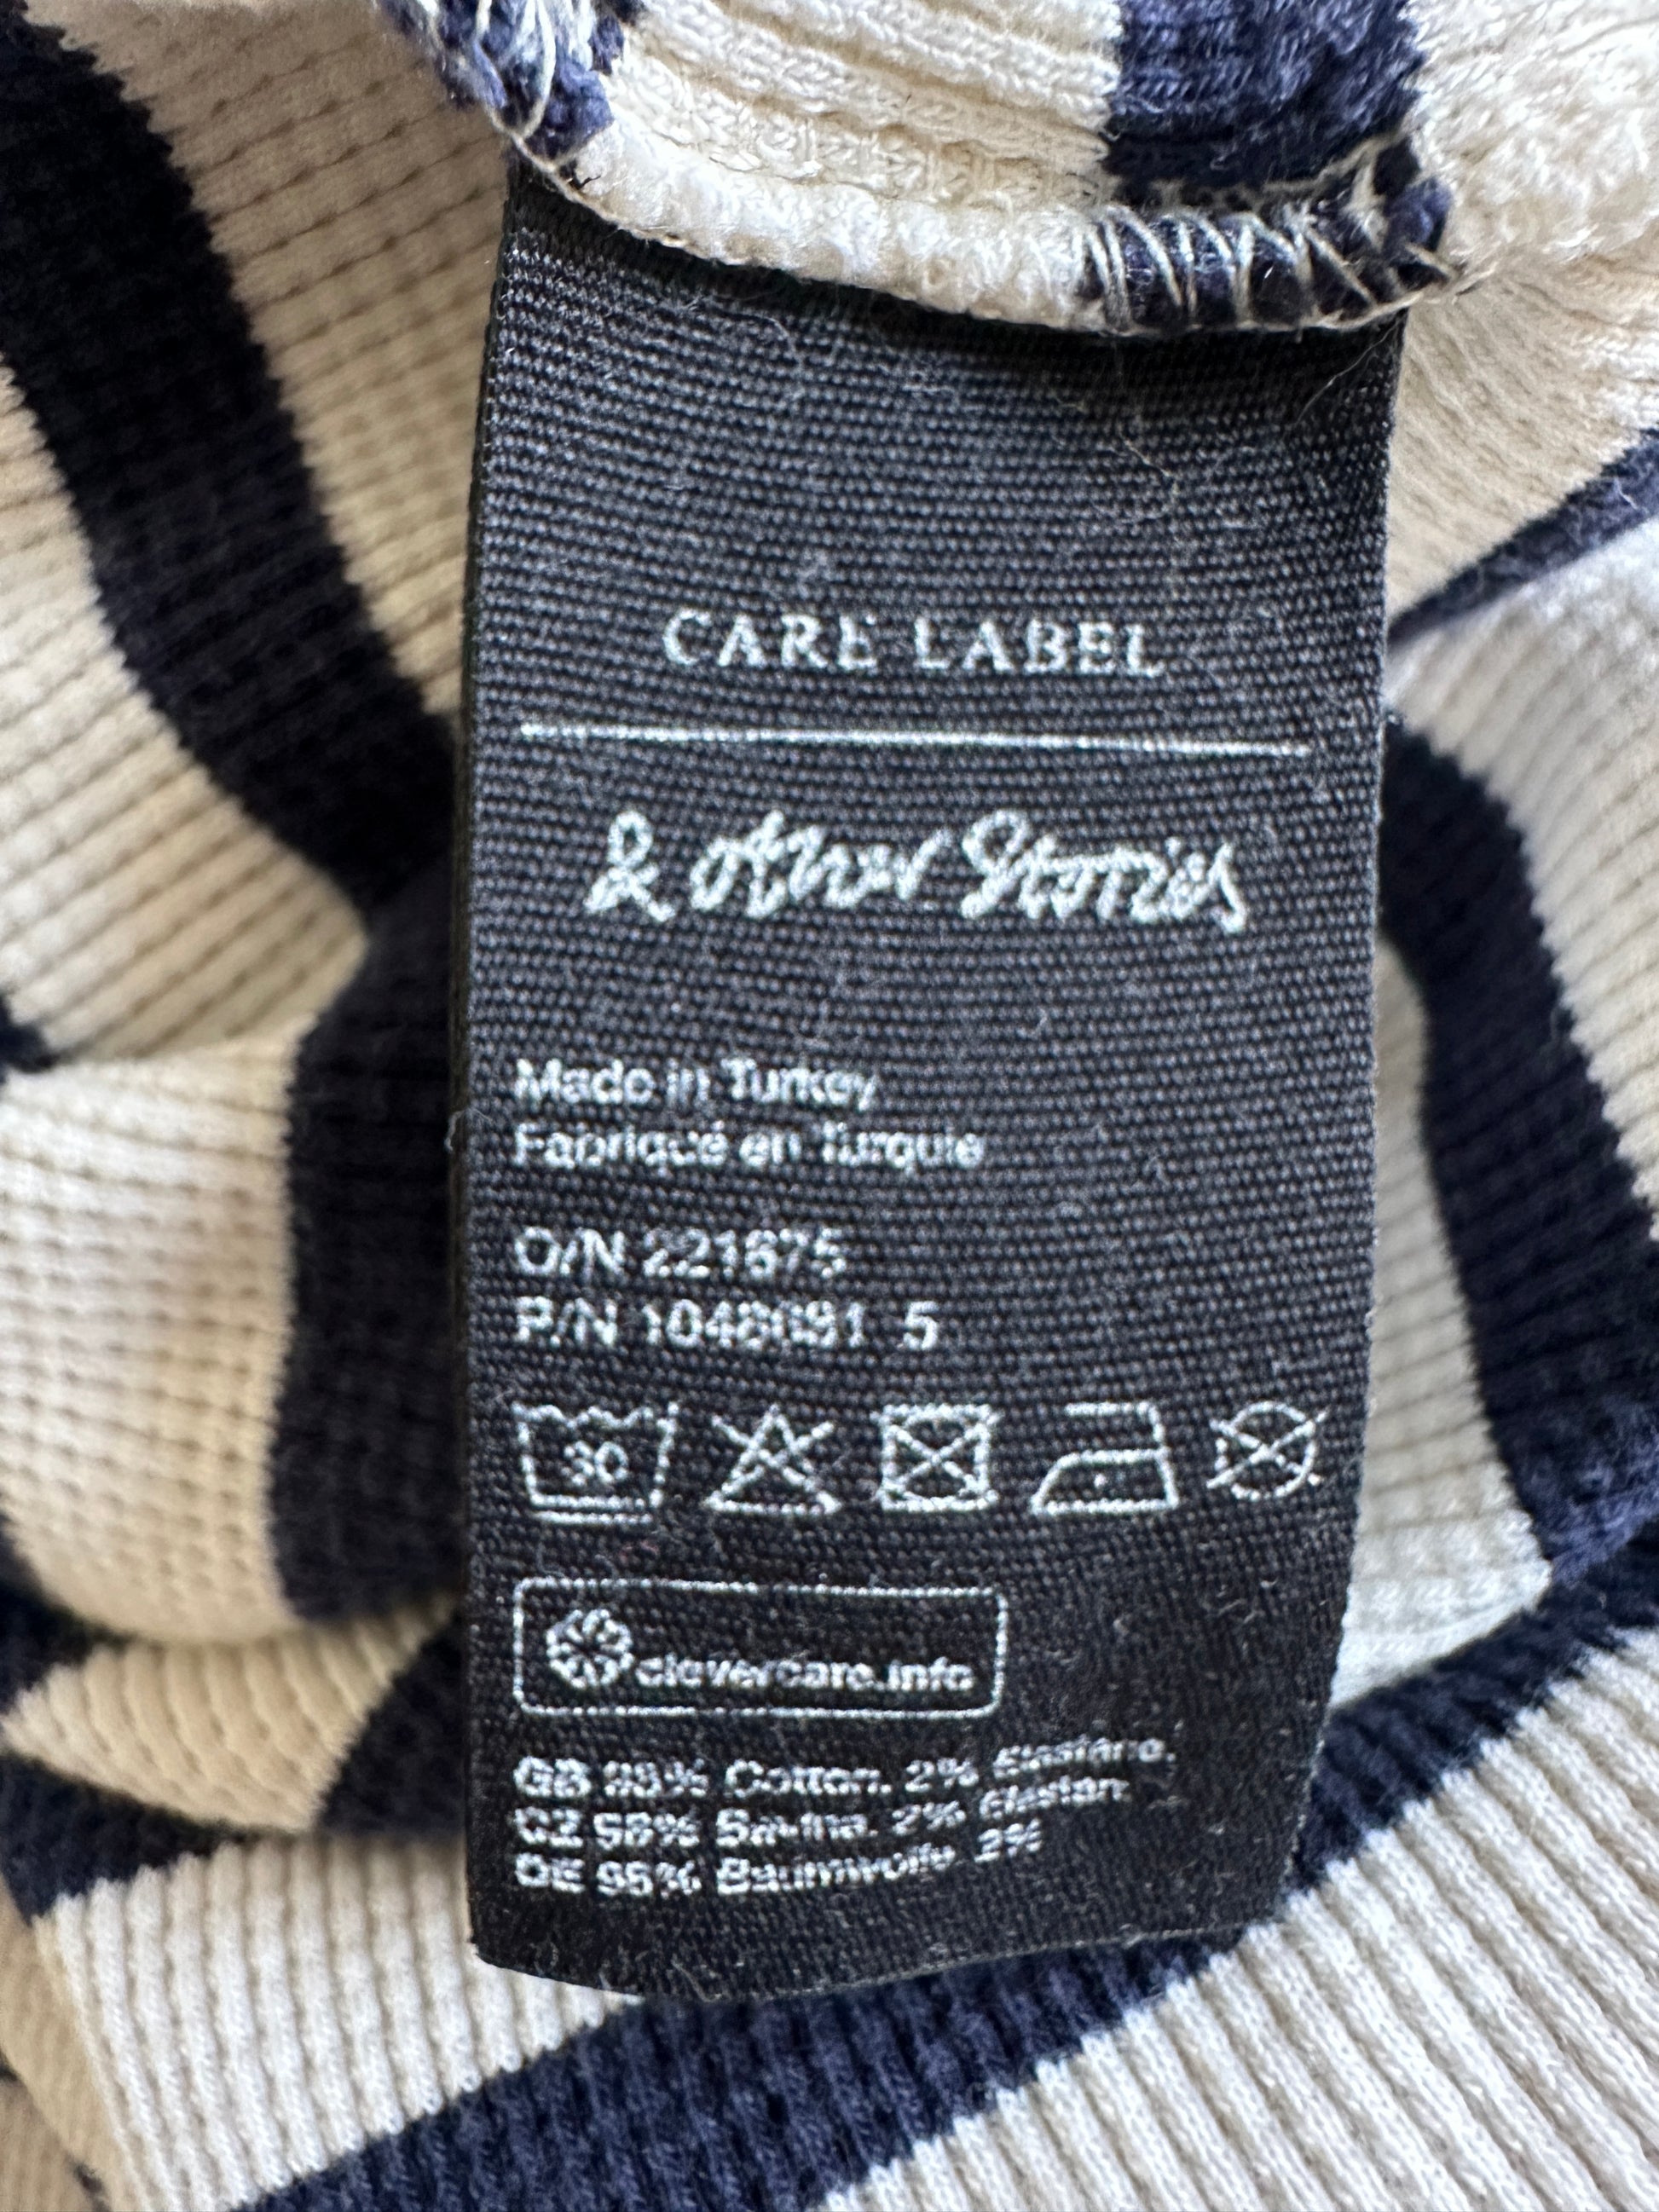 CARE LABEL
& Other Stories
Made in Turkey
Fabriqué en Turquie
O/N 221675
P/N 5
30
clevercare.info
GB 98% Cotton. 2% Elastane.
CZ 98% Bavlna. 2% Elastan.
DE 98% Baumwolle 2%